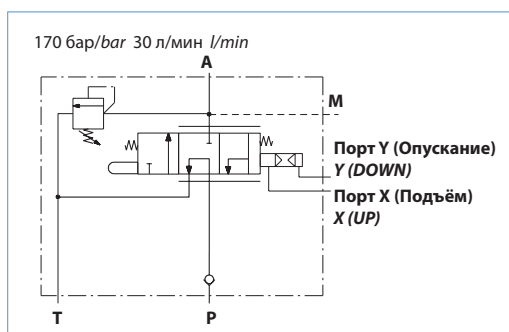 170 бар/bar 30 л/мин l/min
A
M
Порт Y (Опускание)
Y (DOWN)
Порт X (Подъём)
X (UP)
T
P